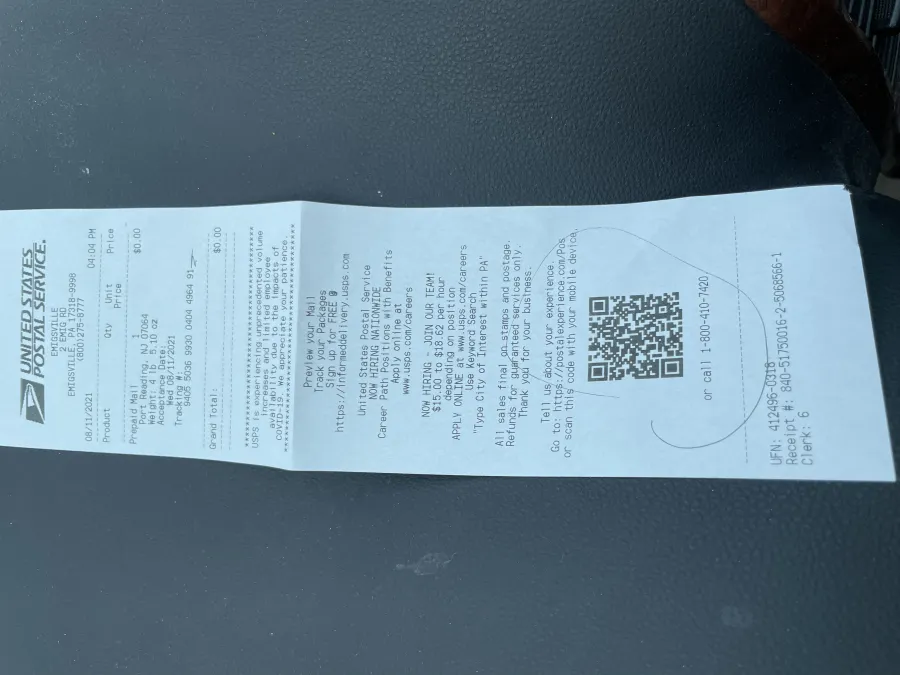 UNITED STATES
POSTAL SERVICE.
EMIGSVILLE
2 EMIG RD
EMIGSVILLE, PA 17318-9998
(800)275-8777
08/11/2021 04:04 PM
Product Qty Unit Price
Price
Prepaid Mail 1 $0.00
Port Reading, NJ 07064
Weight: 4 lb 5.10 oz
Acceptance Date:
Wed 08/11/2021
Tracking #:
9405 5036 9930 0404 4964 91
Grand Total: $0.00
USPS is experiencing unprecedented volume
increases and limited employee
availability due to the impacts of
COVID-19. We appreciate your patience
Preview your Mail
Track your Packages
Sign up for FREE @
https://informeddelivery.usps.com
United States Postal Service
NOW HIRING NATIONWIDE
Career Path Positions with Benefits
Apply online at
www.usps.com/careers
NOW HIRING - JOIN OUR TEAM!
$15.00 to $18.62 per hour
depending on position
APPLY ONLINE at www.usps.com/careers
Use Keyword Search
"Type City of Interest within PA"
All sales final on stamps and postage.
Refunds for guaranteed services only.
Thank you for your business.
Tell us about your experience.
Go to: https://postalexperience.com/Pos
or scan this code with your mobile device,
or call 1-800-410-7420.
UFN: 412496-0318
Receipt #: 840-51750016-2-5068566-1
Clerk: 6